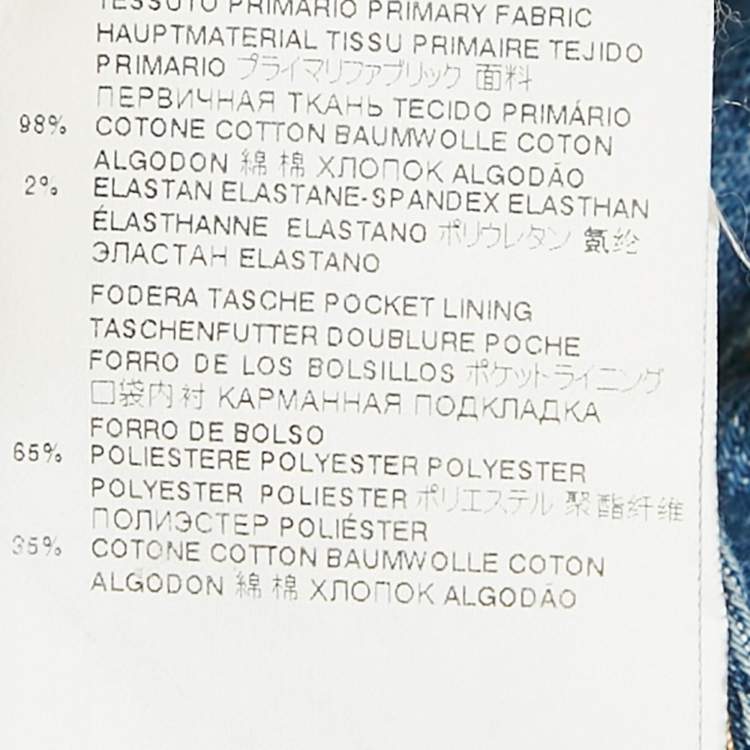 TESSUTO PRIMARIO PRIMARY FABRIC
HAUPTMATERIAL TISSU PRIMAIRE TEJIDO
PRIMARIO プライマリファブリック 面料
ПЕРВИЧНАЯ ТКАНЬ TECIDO PRIMÁRIO
98% COTONE COTTON BAUMWOLLE COTON
ALGODON 綿 棉 ХЛОПОК ALGODÃO
2% ELASTAN ELASTANE-SPANDEX ELASTHAN
ÉLASTHANNE ELASTANO ポリウレタン 氨纶
ЭЛАСТАН ELASTANO
FODERA TASCHE POCKET LINING
TASCHENFUTTER DOUBLURE POCHE
FORRO DE LOS BOLSILLOS ポケットライニング
口袋内衬 КАРМАННАЯ ПОДКЛАДКА
FORRO DE BOLSO
65% POLIESTERE POLYESTER POLYESTER
POLYESTER POLIESTER ポリエステル 聚酯纤维
ПОЛИЭСТЕР POLIÉSTER
35% COTONE COTTON BAUMWOLLE COTON
ALGODON 綿 棉 ХЛОПОК ALGODÃO